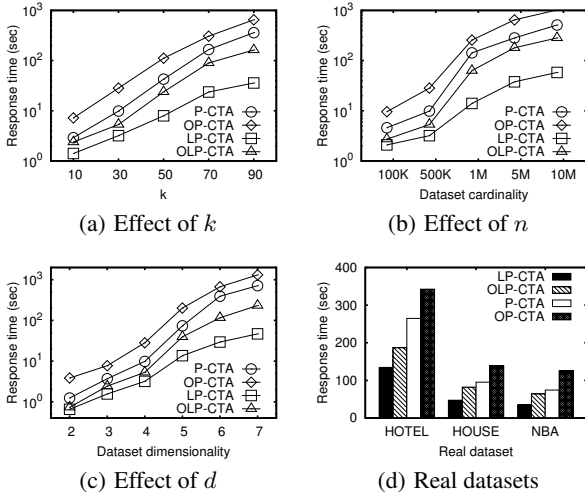 10³
10²
10¹
10⁰
Response time (sec)
P-CTA
OP-CTA
LP-CTA
OLP-CTA
10 30 50 70 90
k
(a) Effect of k
10³
10²
10¹
10⁰
Response time (sec)
P-CTA
OP-CTA
LP-CTA
OLP-CTA
100K 500K 1M 5M 10M
Dataset cardinality
(b) Effect of n
10³
10²
10¹
10⁰
Response time (sec)
P-CTA
OP-CTA
LP-CTA
OLP-CTA
2 3 4 5 6 7
Dataset dimensionality
(c) Effect of d
400
300
200
100
0
Response time (sec)
LP-CTA
OLP-CTA
P-CTA
OP-CTA
HOTEL HOUSE NBA
Real dataset
(d) Real datasets